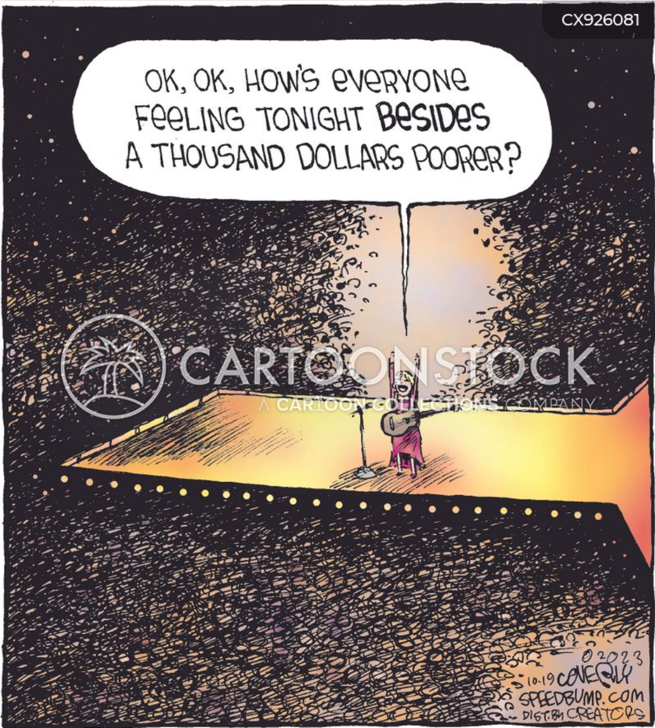 CX926081
OK, OK, HOW'S EVERYONE
FEELING TONIGHT BESIDES
A THOUSAND DOLLARS POORER?
CARTOONSTOCK
A CARTOON COLLECTIONS COMPANY
©2023
10-19 COVERLY
SPEEDBUMP.COM
DIST. BY CREATORS